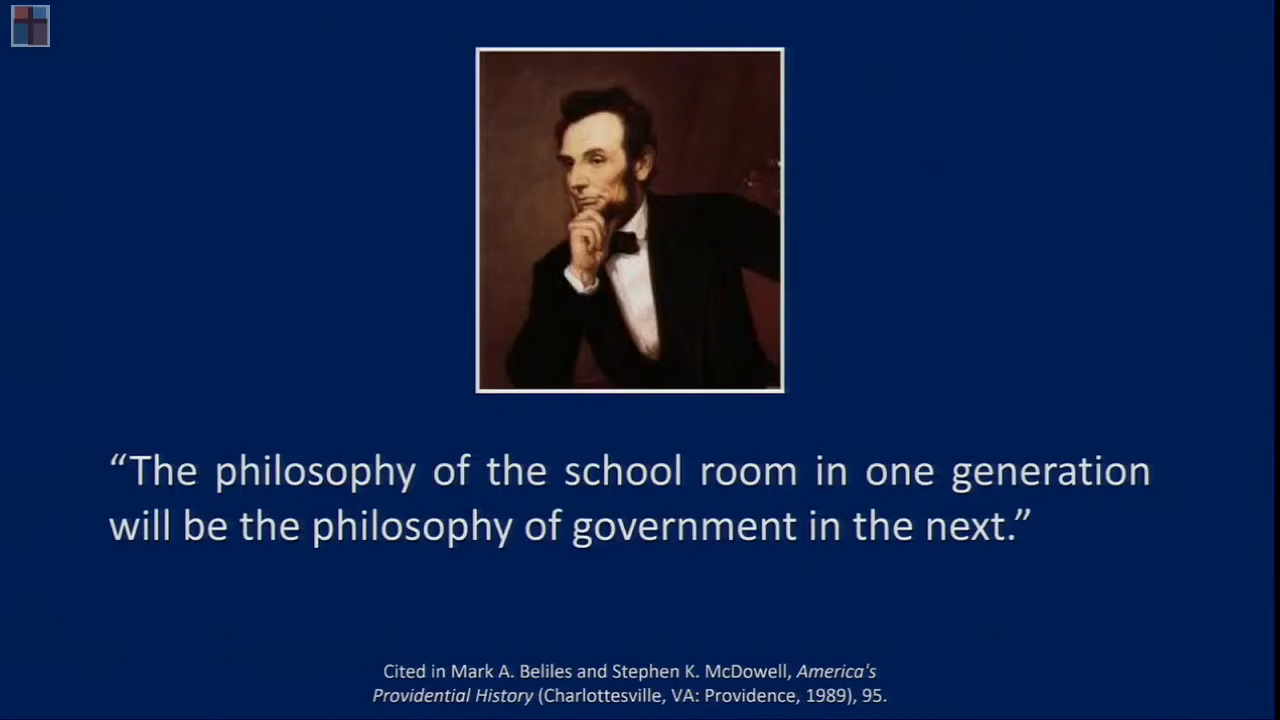 “The philosophy of the school room in one generation
will be the philosophy of government in the next.”
Cited in Mark A. Beliles and Stephen K. McDowell, America's
Providential History (Charlottesville, VA: Providence, 1989), 95.